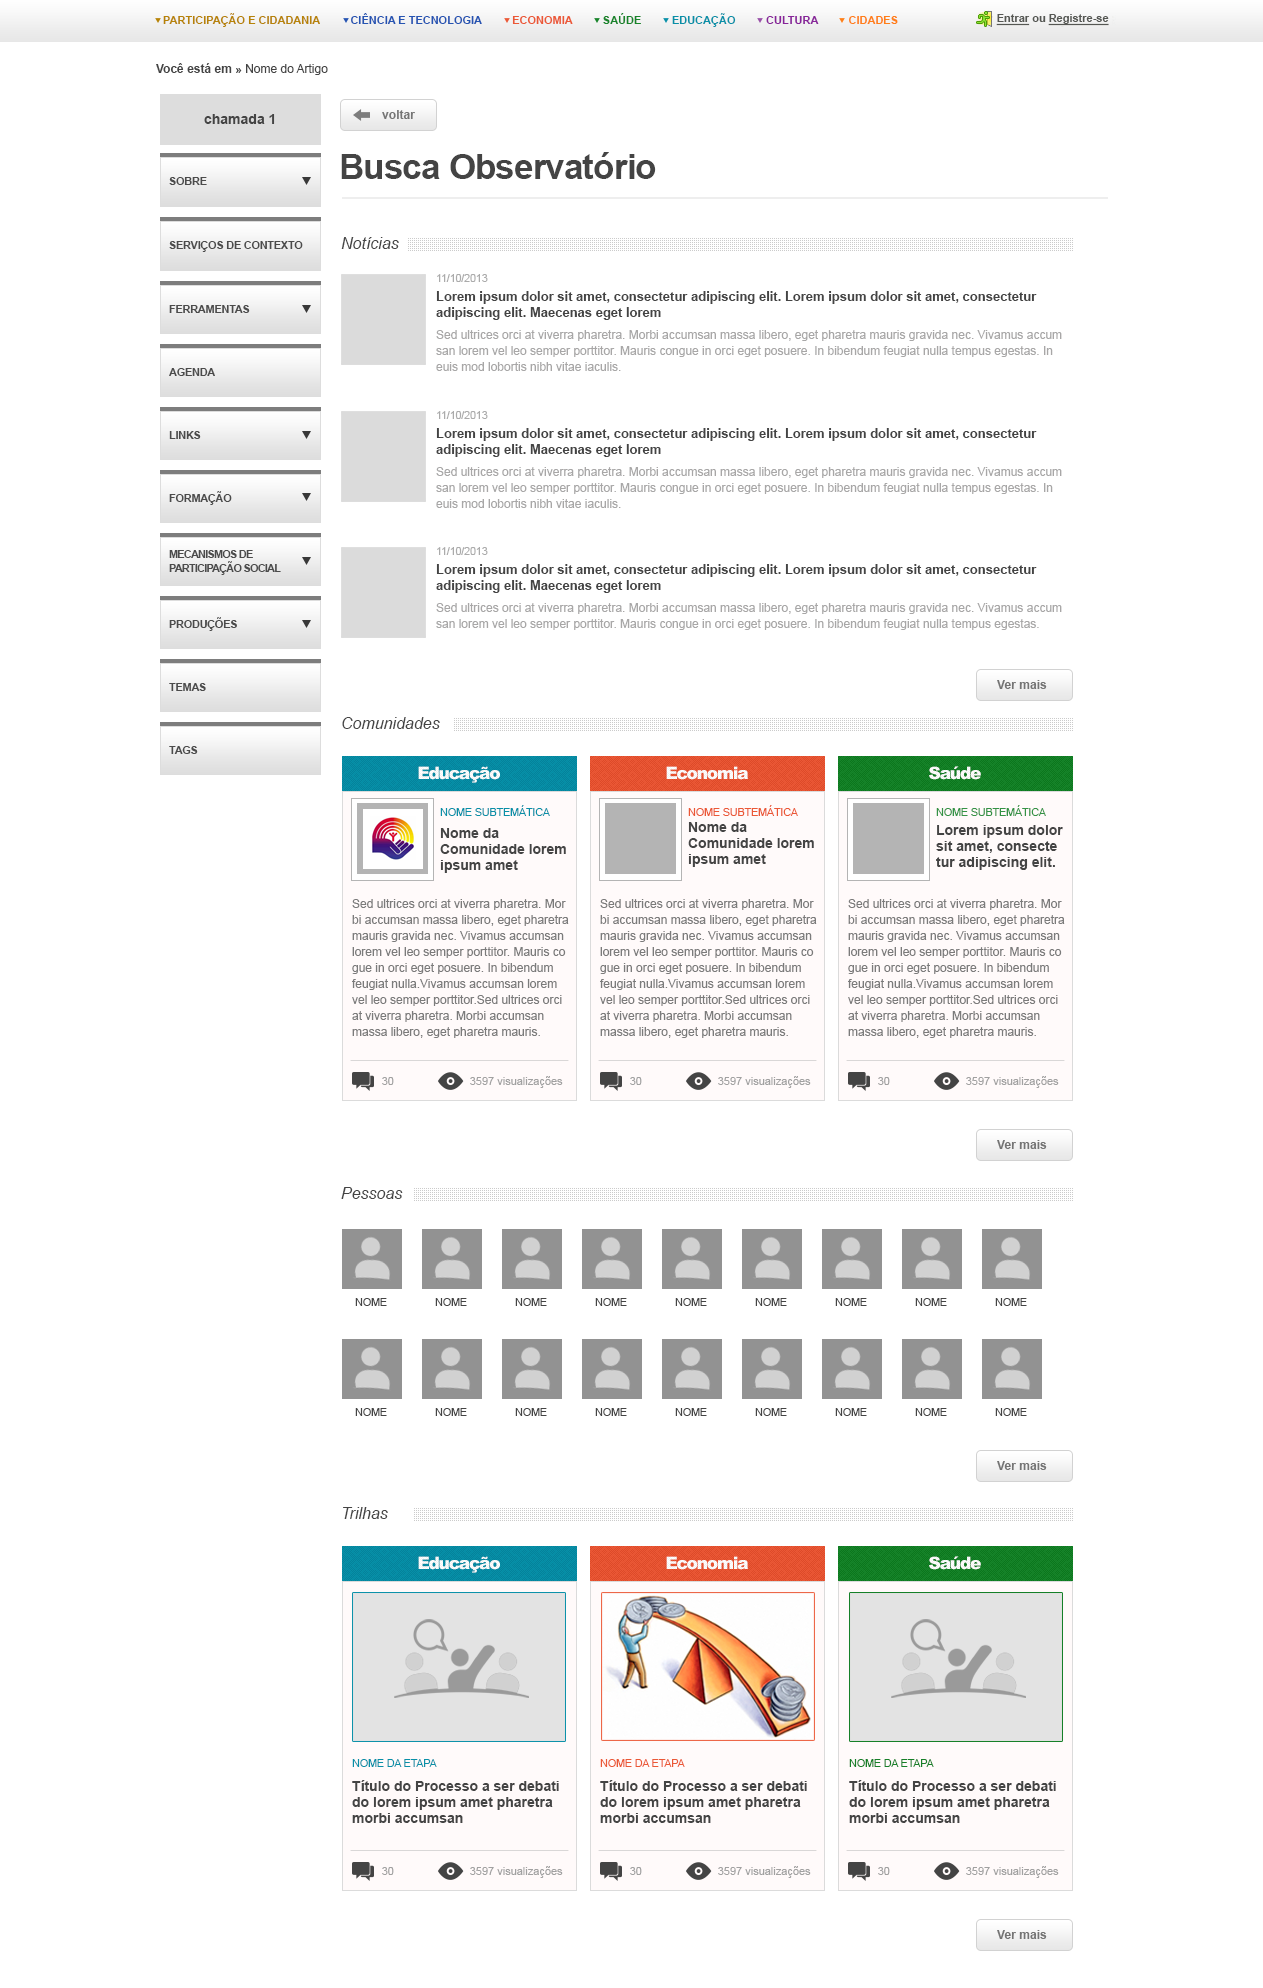 PARTICIPAÇÃO E CIDADANIA CIÊNCIA E TECNOLOGIA ECONOMIA SAÚDE EDUCAÇÃO CULTURA CIDADES Entrar ou Registre-se
Você está em » Nome do Artigo
chamada 1
SOBRE
SERVIÇOS DE CONTEXTO
FERRAMENTAS
AGENDA
LINKS
FORMAÇÃO
MECANISMOS DE
PARTICIPAÇÃO SOCIAL
PRODUÇÕES
TEMAS
TAGS
voltar
Busca Observatório
Notícias
11/10/2013
Lorem ipsum dolor sit amet, consectetur adipiscing elit. Lorem ipsum dolor sit amet, consectetur
adipiscing elit. Maecenas eget lorem
Sed ultrices orci at viverra pharetra. Morbi accumsan massa libero, eget pharetra mauris gravida nec. Vivamus accum
san lorem vel leo semper porttitor. Mauris congue in orci eget posuere. In bibendum feugiat nulla tempus egestas. In
euis mod lobortis nibh vitae iaculis.
11/10/2013
Lorem ipsum dolor sit amet, consectetur adipiscing elit. Lorem ipsum dolor sit amet, consectetur
adipiscing elit. Maecenas eget lorem
Sed ultrices orci at viverra pharetra. Morbi accumsan massa libero, eget pharetra mauris gravida nec. Vivamus accum
san lorem vel leo semper porttitor. Mauris congue in orci eget posuere. In bibendum feugiat nulla tempus egestas. In
euis mod lobortis nibh vitae iaculis.
11/10/2013
Lorem ipsum dolor sit amet, consectetur adipiscing elit. Lorem ipsum dolor sit amet, consectetur
adipiscing elit. Maecenas eget lorem
Sed ultrices orci at viverra pharetra. Morbi accumsan massa libero, eget pharetra mauris gravida nec. Vivamus accum
san lorem vel leo semper porttitor. Mauris congue in orci eget posuere. In bibendum feugiat nulla tempus egestas.
Ver mais
Comunidades
Educação
NOME SUBTEMÁTICA
Nome da
Comunidade lorem
ipsum amet
Sed ultrices orci at viverra pharetra. Mor
bi accumsan massa libero, eget pharetra
mauris gravida nec. Vivamus accumsan
lorem vel leo semper porttitor. Mauris co
gue in orci eget posuere. In bibendum
feugiat nulla.Vivamus accumsan lorem
vel leo semper porttitor.Sed ultrices orci
at viverra pharetra. Morbi accumsan
massa libero, eget pharetra mauris.
30 3597 visualizações
Economia
NOME SUBTEMÁTICA
Nome da
Comunidade lorem
ipsum amet
Sed ultrices orci at viverra pharetra. Mor
bi accumsan massa libero, eget pharetra
mauris gravida nec. Vivamus accumsan
lorem vel leo semper porttitor. Mauris co
gue in orci eget posuere. In bibendum
feugiat nulla.Vivamus accumsan lorem
vel leo semper porttitor.Sed ultrices orci
at viverra pharetra. Morbi accumsan
massa libero, eget pharetra mauris.
30 3597 visualizações
Saúde
NOME SUBTEMÁTICA
Lorem ipsum dolor
sit amet, consecte
tur adipiscing elit.
Sed ultrices orci at viverra pharetra. Mor
bi accumsan massa libero, eget pharetra
mauris gravida nec. Vivamus accumsan
lorem vel leo semper porttitor. Mauris co
gue in orci eget posuere. In bibendum
feugiat nulla.Vivamus accumsan lorem
vel leo semper porttitor.Sed ultrices orci
at viverra pharetra. Morbi accumsan
massa libero, eget pharetra mauris.
30 3597 visualizações
Ver mais
Pessoas
NOME NOME NOME NOME NOME NOME NOME NOME NOME
NOME NOME NOME NOME NOME NOME NOME NOME NOME
Ver mais
Trilhas
Educação
NOME DA ETAPA
Título do Processo a ser debati
do lorem ipsum amet pharetra
morbi accumsan
30 3597 visualizações
Economia
NOME DA ETAPA
Título do Processo a ser debati
do lorem ipsum amet pharetra
morbi accumsan
30 3597 visualizações
Saúde
NOME DA ETAPA
Título do Processo a ser debati
do lorem ipsum amet pharetra
morbi accumsan
30 3597 visualizações
Ver mais